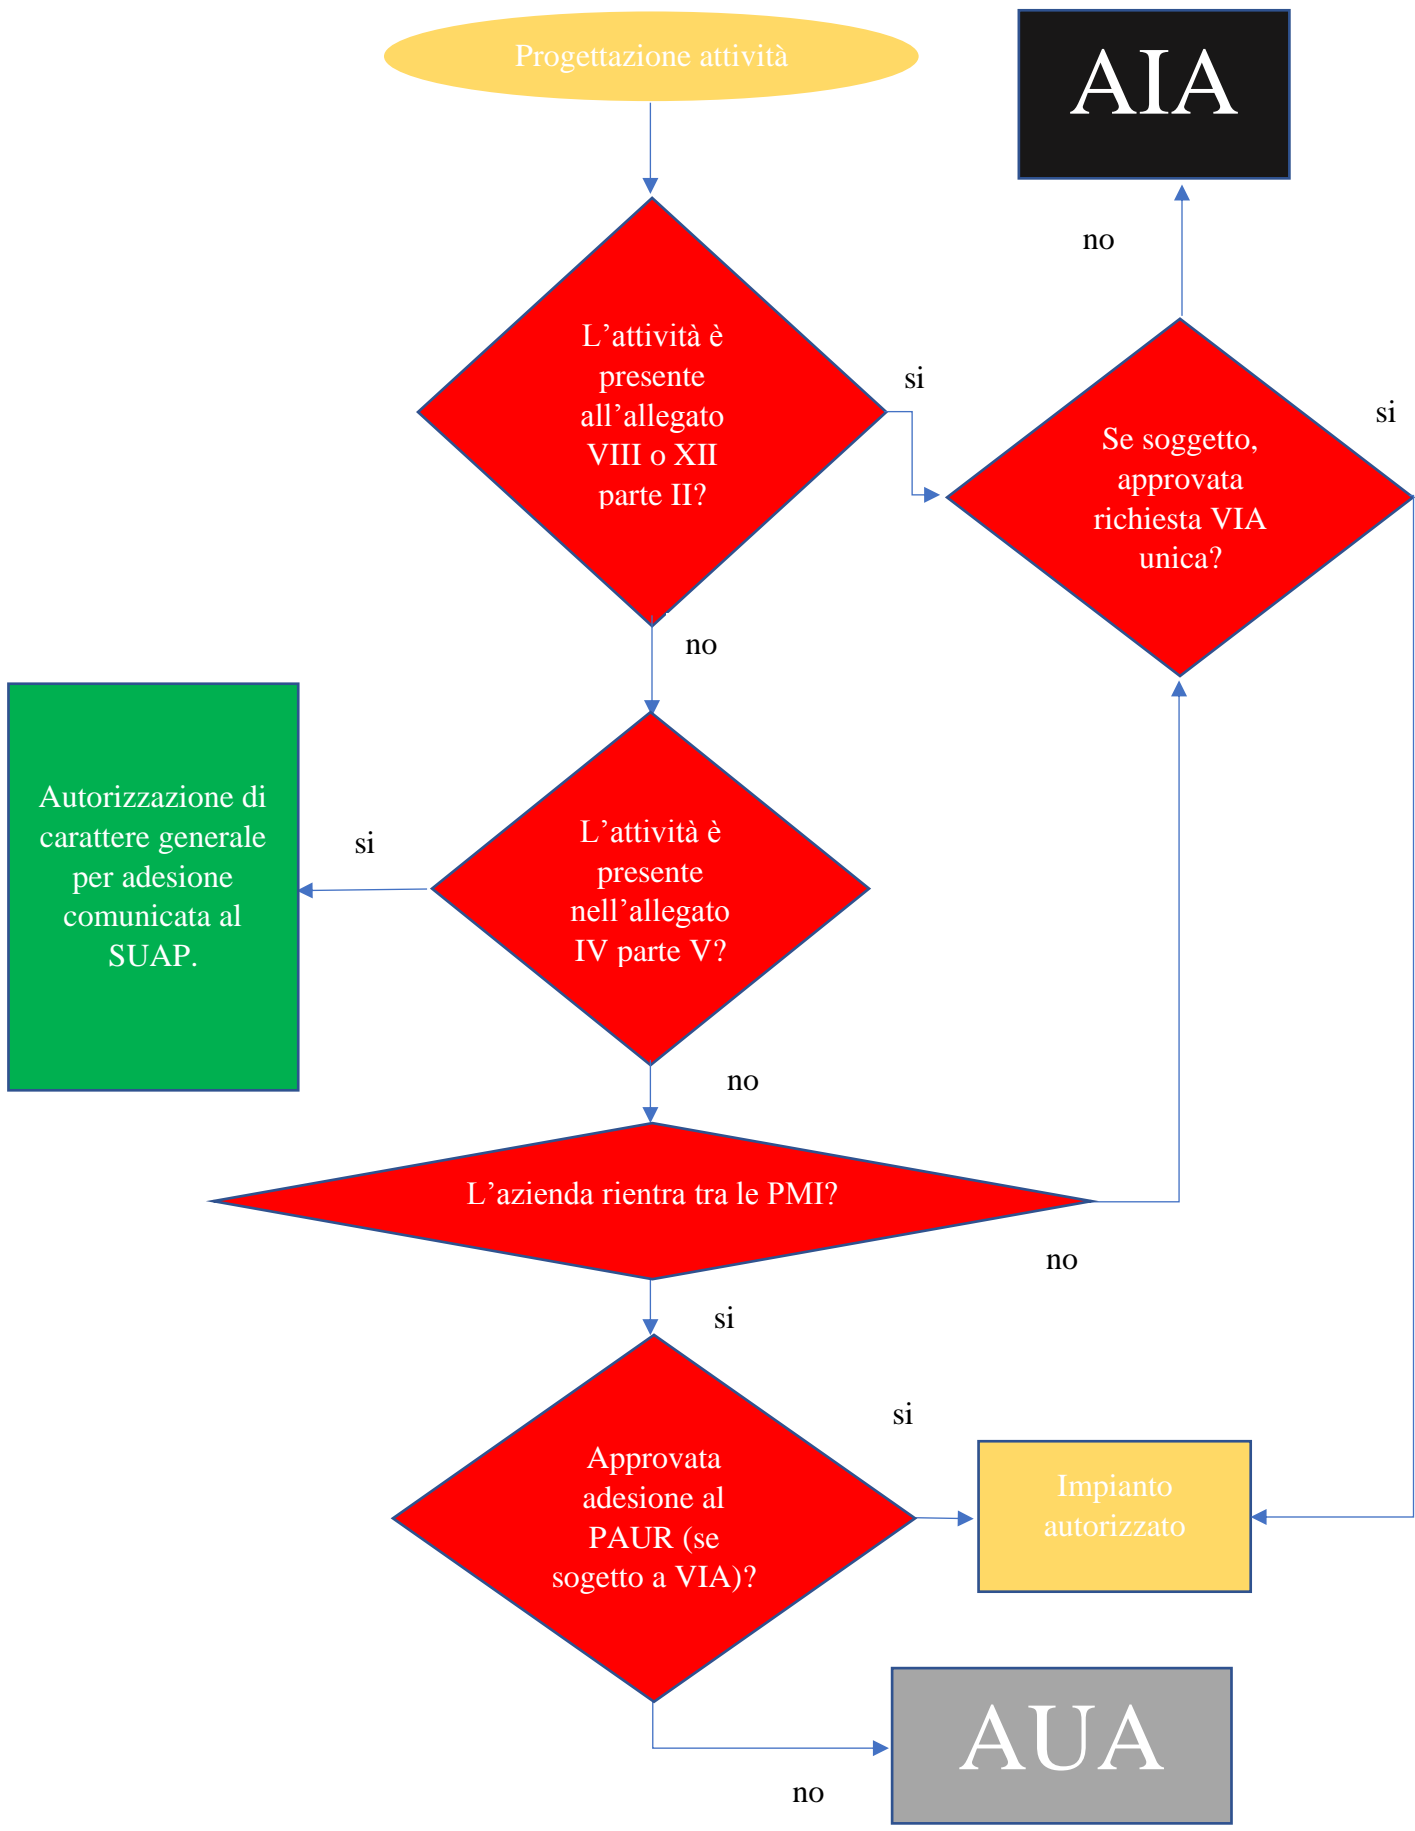 Progettazione attività
AIA
no
L’attività è
presente
all’allegato
VIII o XII
parte II?
si
si
Se soggetto,
approvata
richiesta VIA
unica?
no
Autorizzazione di
carattere generale
per adesione
comunicata al
SUAP.
si
L’attività è
presente
nell’allegato
IV parte V?
no
L’azienda rientra tra le PMI?
no
si
Approvata
adesione al
PAUR (se
sogetto a VIA)?
si
Impianto
autorizzato
AUA
no